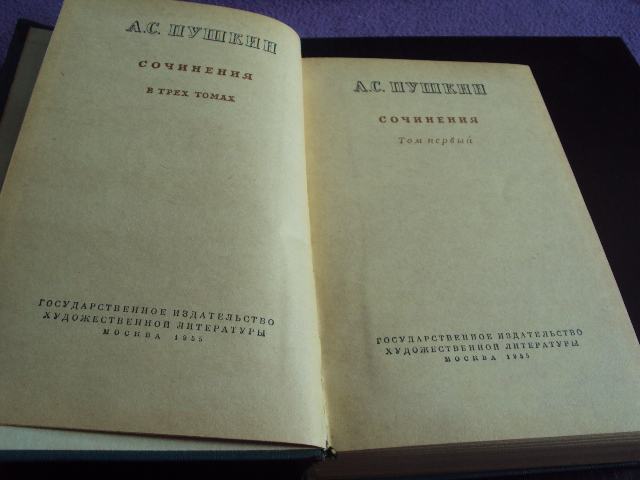 А.С. ПУШКИН
СОЧИНЕНИЯ
В ТРЕХ ТОМАХ
ГОСУДАРСТВЕННОЕ ИЗДАТЕЛЬСТВО
ХУДОЖЕСТВЕННОЙ ЛИТЕРАТУРЫ
МОСКВА 1955
А.С. ПУШКИН
СОЧИНЕНИЯ
Том первый
ГОСУДАРСТВЕННОЕ ИЗДАТЕЛЬСТВО
ХУДОЖЕСТВЕННОЙ ЛИТЕРАТУРЫ
МОСКВА 1955